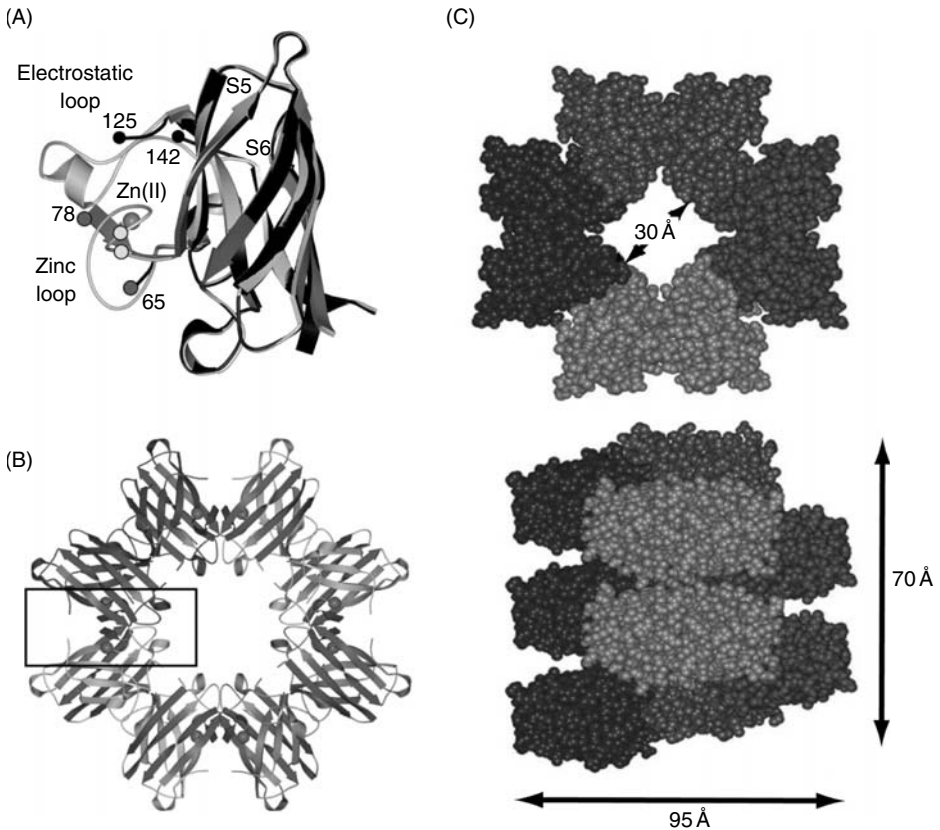 (A)
Electrostatic
loop
125
142
S5
S6
Zn(II)
78
Zinc
loop
65
(B)
(C)
30 Å
70 Å
95 Å